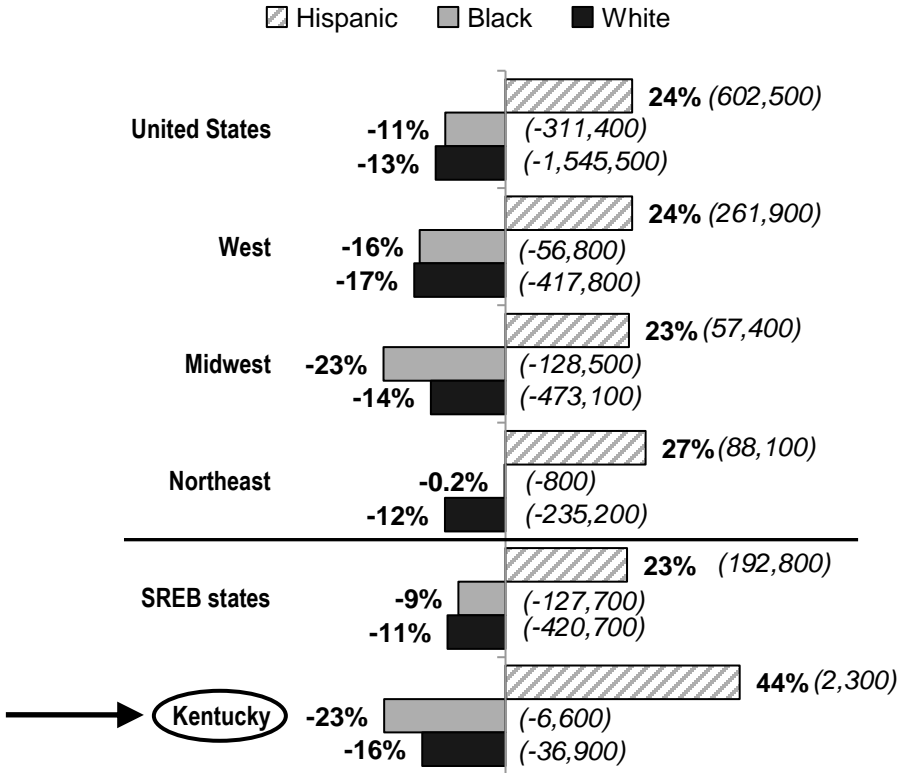 Hispanic Black White
24% (602,500)
United States -11% (-311,400)
-13% (-1,545,500)
24% (261,900)
West -16% (-56,800)
-17% (-417,800)
23% (57,400)
Midwest -23% (-128,500)
-14% (-473,100)
27% (88,100)
Northeast -0.2% (-800)
-12% (-235,200)
23% (192,800)
SREB states -9% (-127,700)
-11% (-420,700)
44% (2,300)
Kentucky -23% (-6,600)
-16% (-36,900)